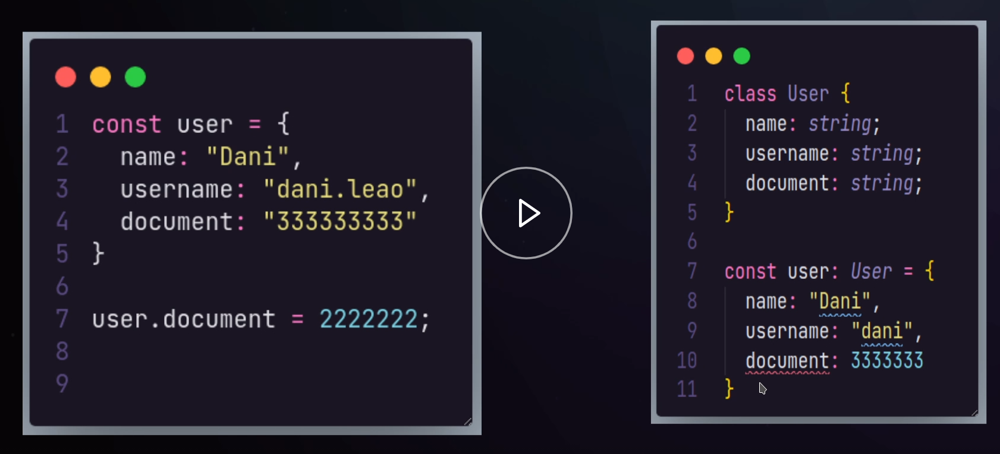 1 const user = {
2 name: "Dani",
3 username: "dani.leao",
4 document: "333333333"
5 }
6
7 user.document = 2222222;
8
9
1 class User {
2 name: string;
3 username: string;
4 document: string;
5 }
6
7 const user: User = {
8 name: "Dani",
9 username: "dani",
10 document: 3333333
11 }